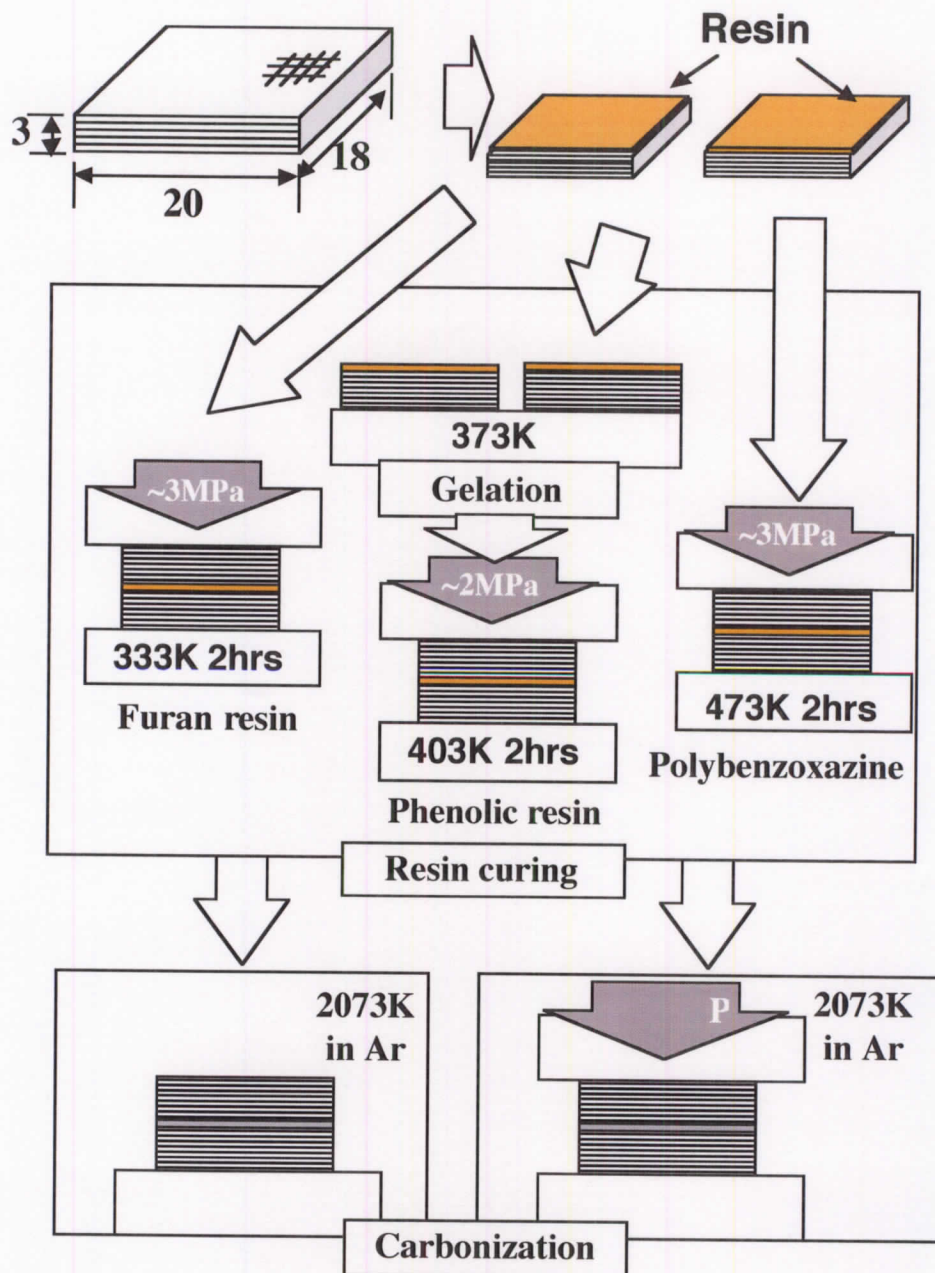 Resin
3
18
20
373K
Gelation
~3MPa
~2MPa
~3MPa
333K 2hrs
Furan resin
403K 2hrs
Phenolic resin
473K 2hrs
Polybenzoxazine
Resin curing
2073K
in Ar
P
2073K
in Ar
Carbonization